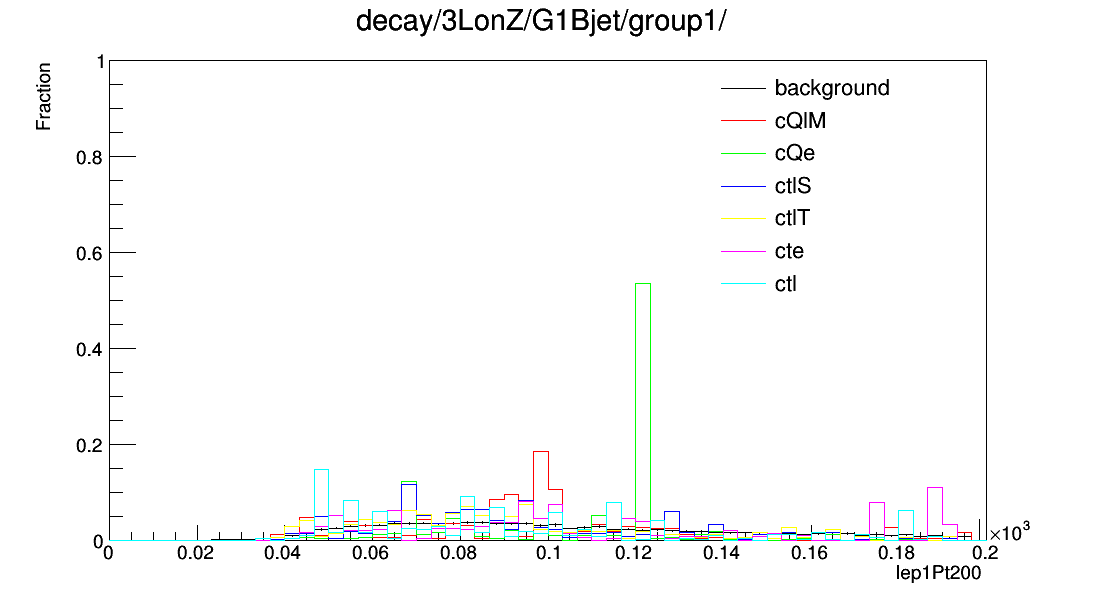 decay/3LonZ/G1Bjet/group1/
Fraction
1
0.8
0.6
0.4
0.2
0
background
cQlM
cQe
ctlS
ctlT
cte
ctl
0 0.02 0.04 0.06 0.08 0.1 0.12 0.14 0.16 0.18 0.2
×10³
lep1Pt200